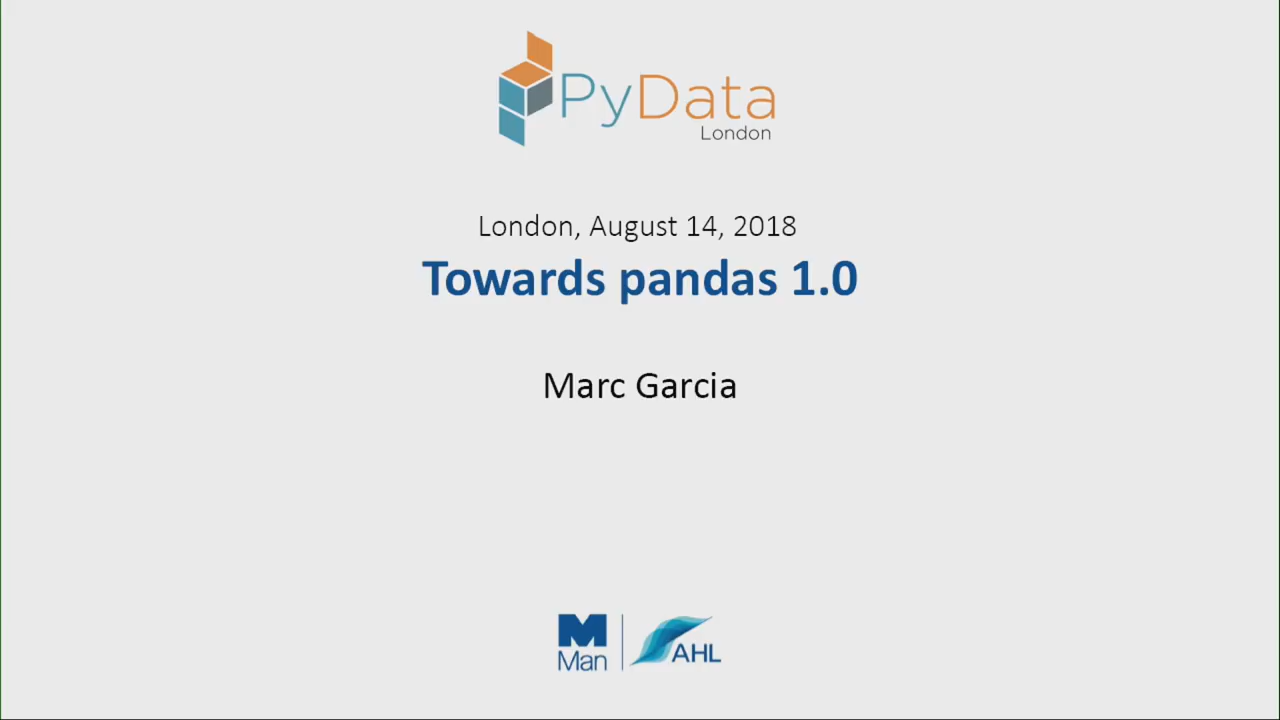 PyData
London
London, August 14, 2018
Towards pandas 1.0
Marc Garcia
M
Man
AHL